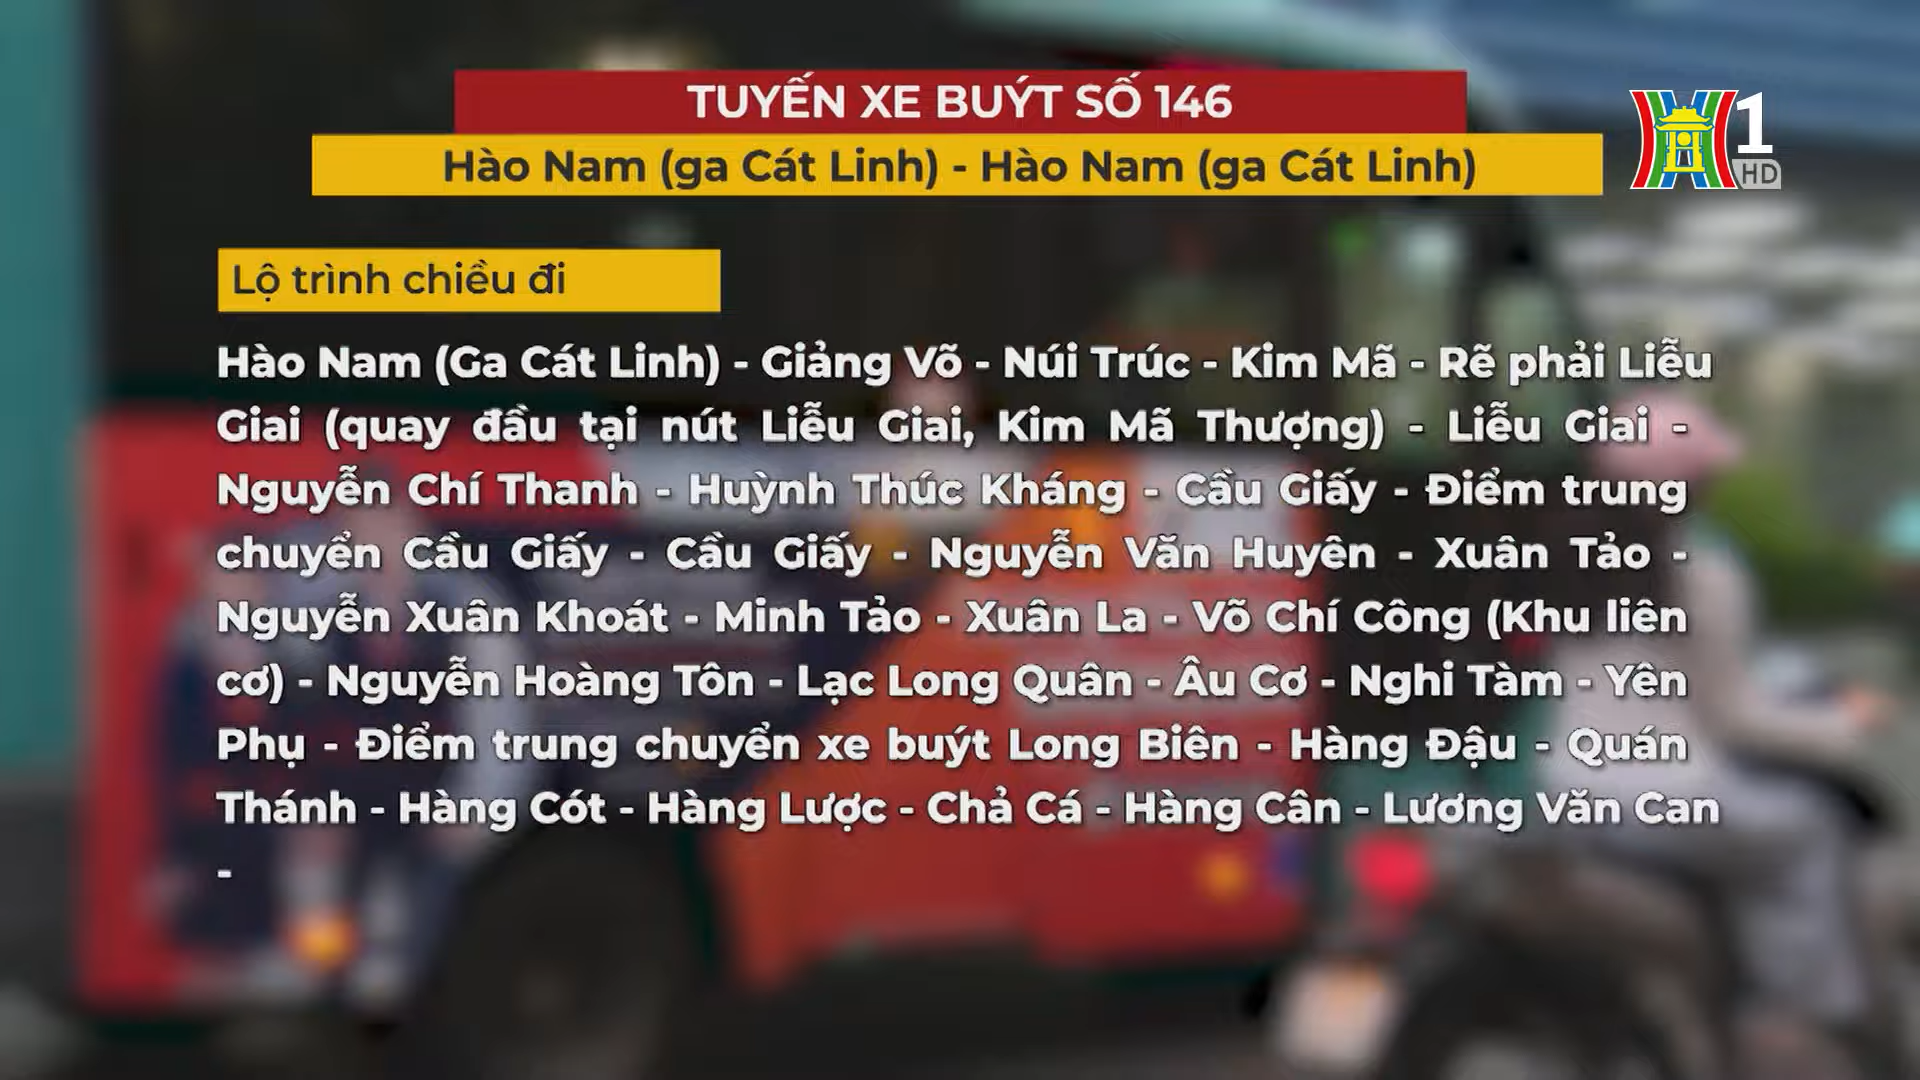 TUYẾN XE BUÝT SỐ 146
Hào Nam (ga Cát Linh) - Hào Nam (ga Cát Linh)
1
HD
Lộ trình chiều đi
Hào Nam (Ga Cát Linh) - Giảng Võ - Núi Trúc - Kim Mã - Rẽ phải Liễu
Giai (quay đầu tại nút Liễu Giai, Kim Mã Thượng) - Liễu Giai -
Nguyễn Chí Thanh - Huỳnh Thúc Kháng - Cầu Giấy - Điểm trung
chuyển Cầu Giấy - Cầu Giấy - Nguyễn Văn Huyên - Xuân Tảo -
Nguyễn Xuân Khoát - Minh Tảo - Xuân La - Võ Chí Công (Khu liên
cơ) - Nguyễn Hoàng Tôn - Lạc Long Quân - Âu Cơ - Nghi Tàm - Yên
Phụ - Điểm trung chuyển xe buýt Long Biên - Hàng Đậu - Quán
Thánh - Hàng Cót - Hàng Lược - Chả Cá - Hàng Cân - Lương Văn Can
-